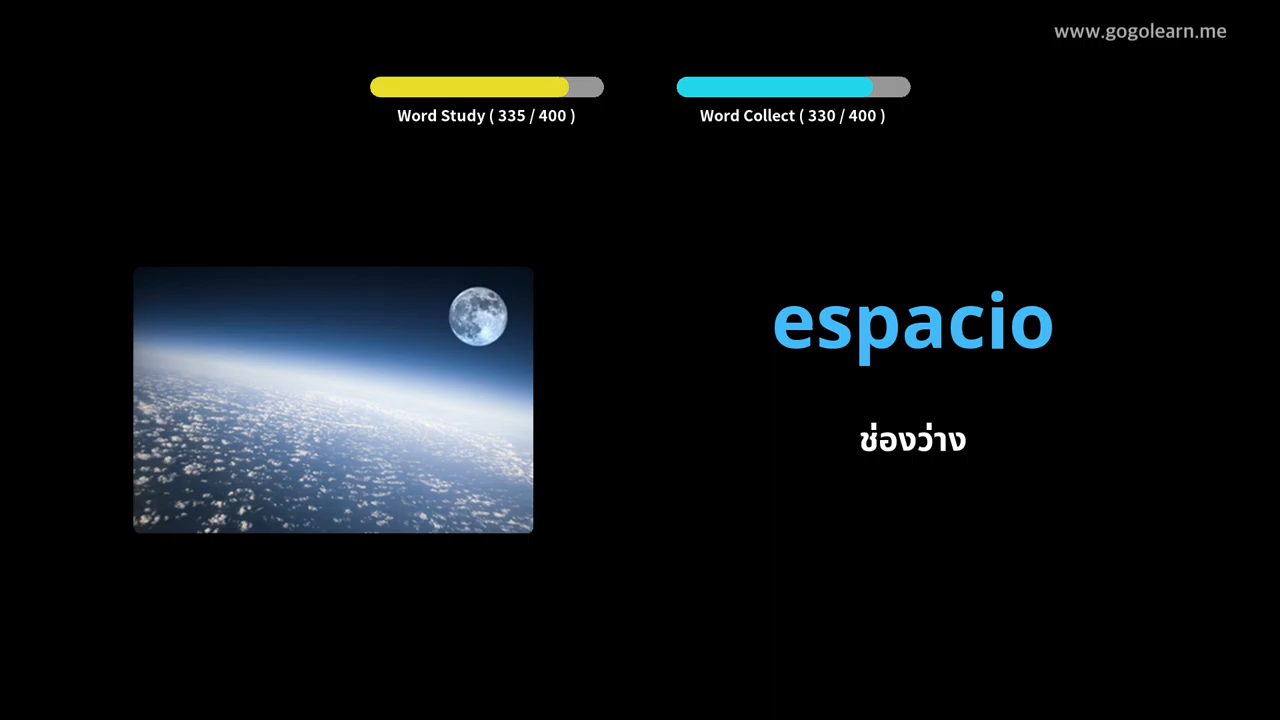 www.gogolearn.me
Word Study ( 335 / 400 )
Word Collect ( 330 / 400 )
espacio
ช่องว่าง